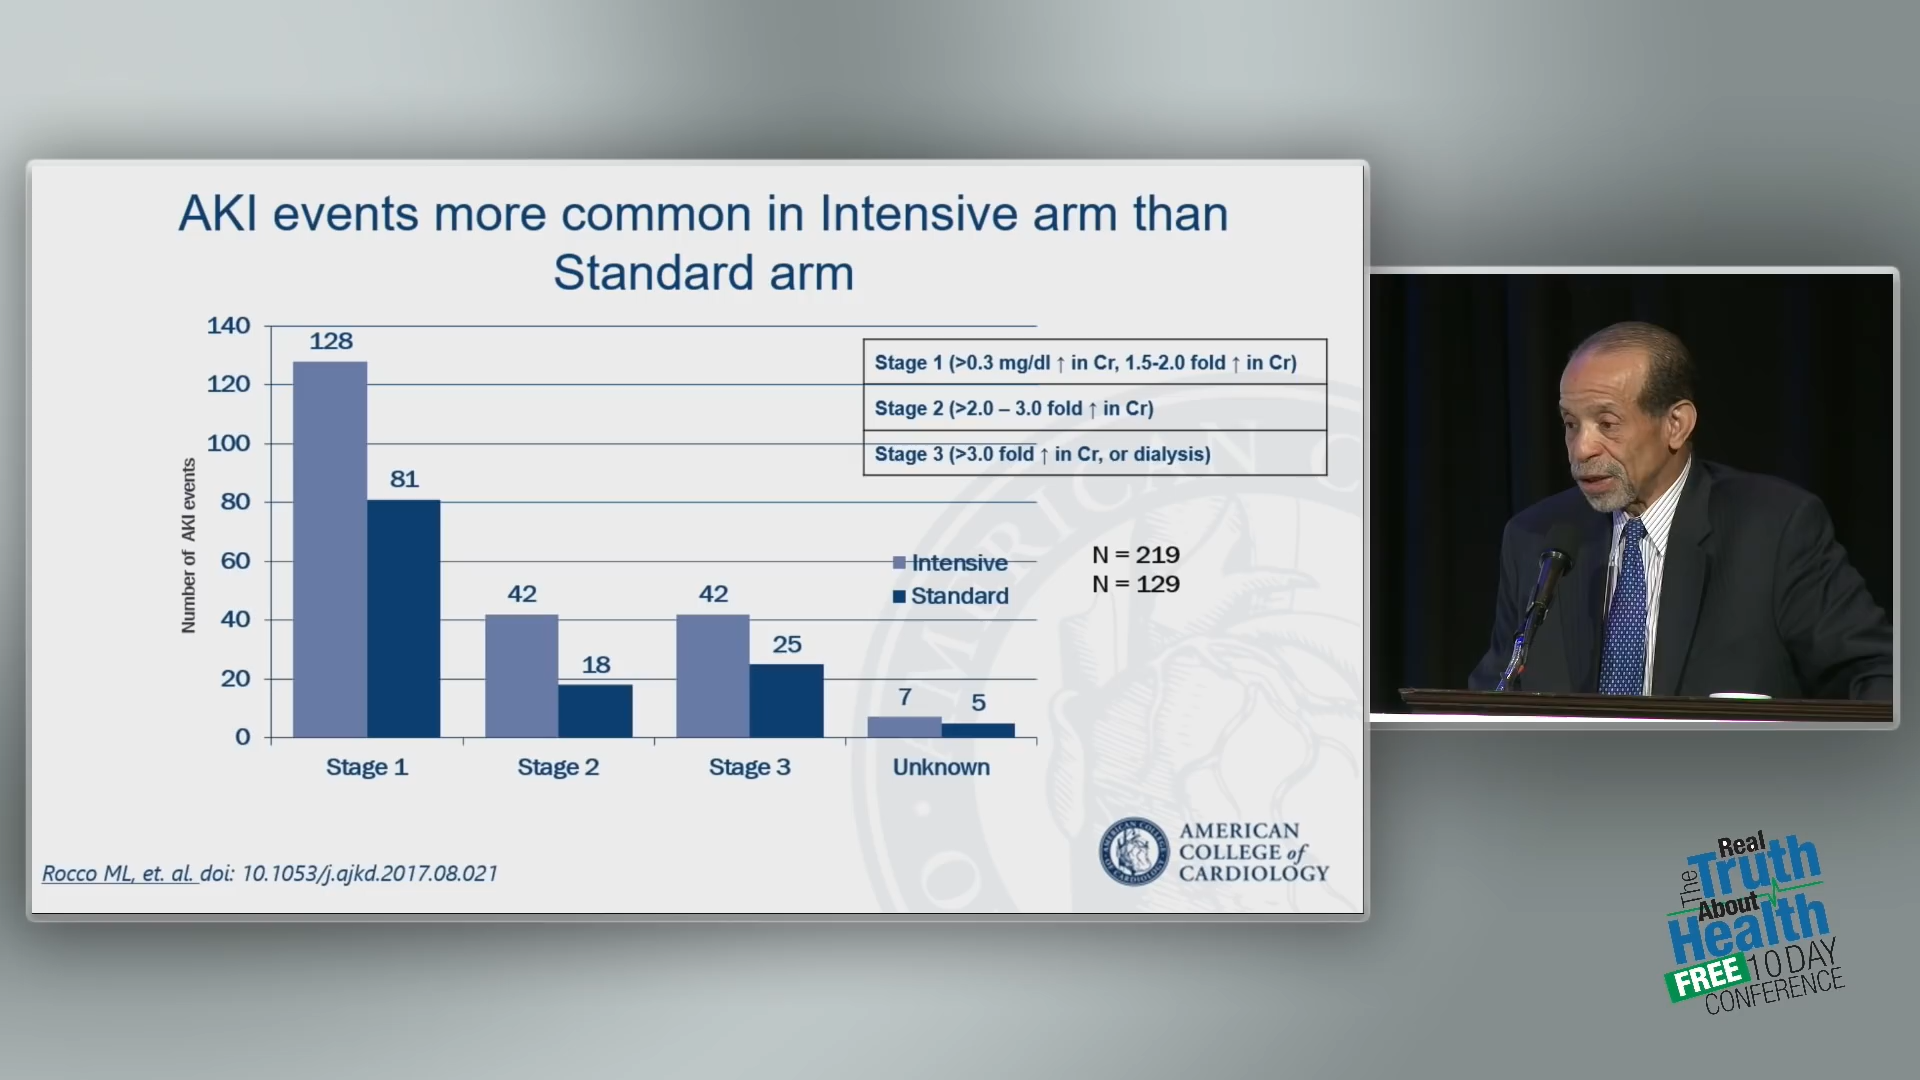 AKI events more common in Intensive arm than
Standard arm
Number of AKI events
140
120
100
80
60
40
20
0
128
81
42
18
42
25
7
5
Stage 1
Stage 2
Stage 3
Unknown
Stage 1 (>0.3 mg/dl ↑ in Cr, 1.5-2.0 fold ↑ in Cr)
Stage 2 (>2.0 – 3.0 fold ↑ in Cr)
Stage 3 (>3.0 fold ↑ in Cr, or dialysis)
Intensive
Standard
N = 219
N = 129
Rocco ML, et. al. doi: 10.1053/j.ajkd.2017.08.021
AMERICAN
COLLEGE of
CARDIOLOGY
The Real
Truth
About
Health
FREE 10 DAY
CONFERENCE